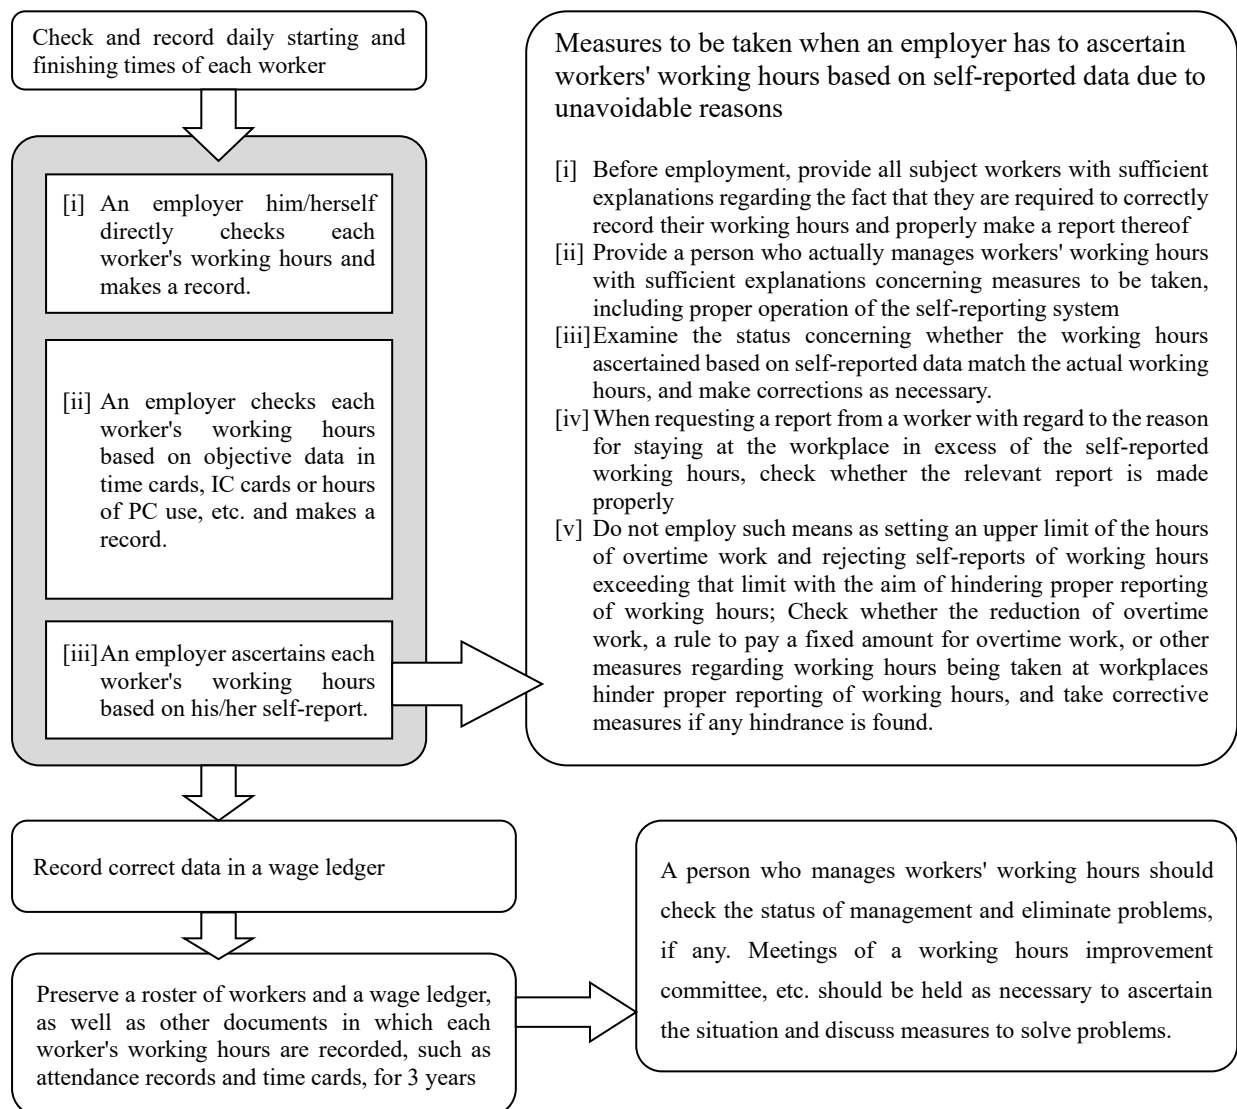 Check and record daily starting and
finishing times of each worker
[i] An employer him/herself
directly checks each
worker's working hours and
makes a record.
[ii] An employer checks each
worker's working hours
based on objective data in
time cards, IC cards or hours
of PC use, etc. and makes a
record.
[iii] An employer ascertains each
worker's working hours
based on his/her self-report.
Measures to be taken when an employer has to ascertain
workers' working hours based on self-reported data due to
unavoidable reasons
[i] Before employment, provide all subject workers with sufficient
explanations regarding the fact that they are required to correctly
record their working hours and properly make a report thereof
[ii] Provide a person who actually manages workers' working hours
with sufficient explanations concerning measures to be taken,
including proper operation of the self-reporting system
[iii] Examine the status concerning whether the working hours
ascertained based on self-reported data match the actual working
hours, and make corrections as necessary.
[iv] When requesting a report from a worker with regard to the reason
for staying at the workplace in excess of the self-reported
working hours, check whether the relevant report is made
properly
[v] Do not employ such means as setting an upper limit of the hours
of overtime work and rejecting self-reports of working hours
exceeding that limit with the aim of hindering proper reporting
of working hours; Check whether the reduction of overtime
work, a rule to pay a fixed amount for overtime work, or other
measures regarding working hours being taken at workplaces
hinder proper reporting of working hours, and take corrective
measures if any hindrance is found.
Record correct data in a wage ledger
Preserve a roster of workers and a wage ledger,
as well as other documents in which each
worker's working hours are recorded, such as
attendance records and time cards, for 3 years
A person who manages workers' working hours should
check the status of management and eliminate problems,
if any. Meetings of a working hours improvement
committee, etc. should be held as necessary to ascertain
the situation and discuss measures to solve problems.